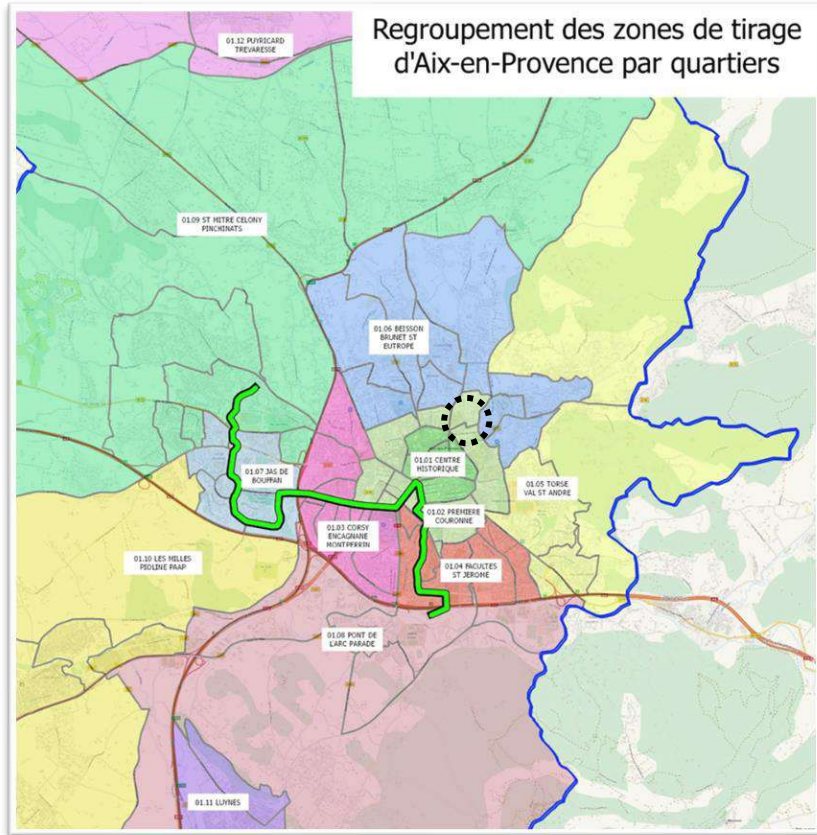 Regroupement des zones de tirage
d'Aix-en-Provence par quartiers
01.12 PUYRICARD
TREVARESSE
01.09 ST MITRE CELONY
PINCHINATS
01.06 BEISSON
BRUNET ST
EUTROPE
01.01 CENTRE
HISTORIQUE
01.07 JAS DE
BOUFFAN
01.05 TORSE
VAL ST ANDRE
01.02 PREMIERE
COURONNE
01.03 CORSY
ENCAGNANE
MONTPERRIN
01.10 LES MILLES
PIOLINE PAAP
01.04 FACULTES
ST JEROME
01.08 PONT DE
L'ARC PARADE
01.11 LUYNES